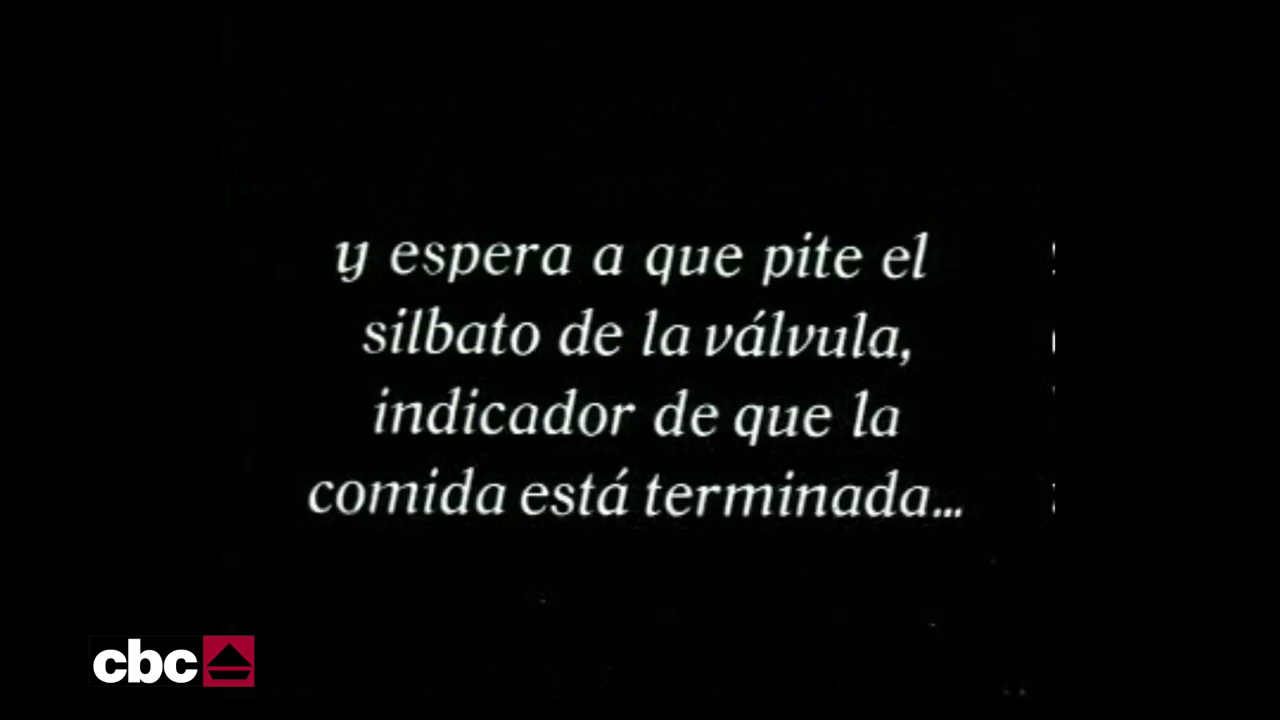 y espera a que pite el
silbato de la válvula,
indicador de que la
comida está terminada...
cbc